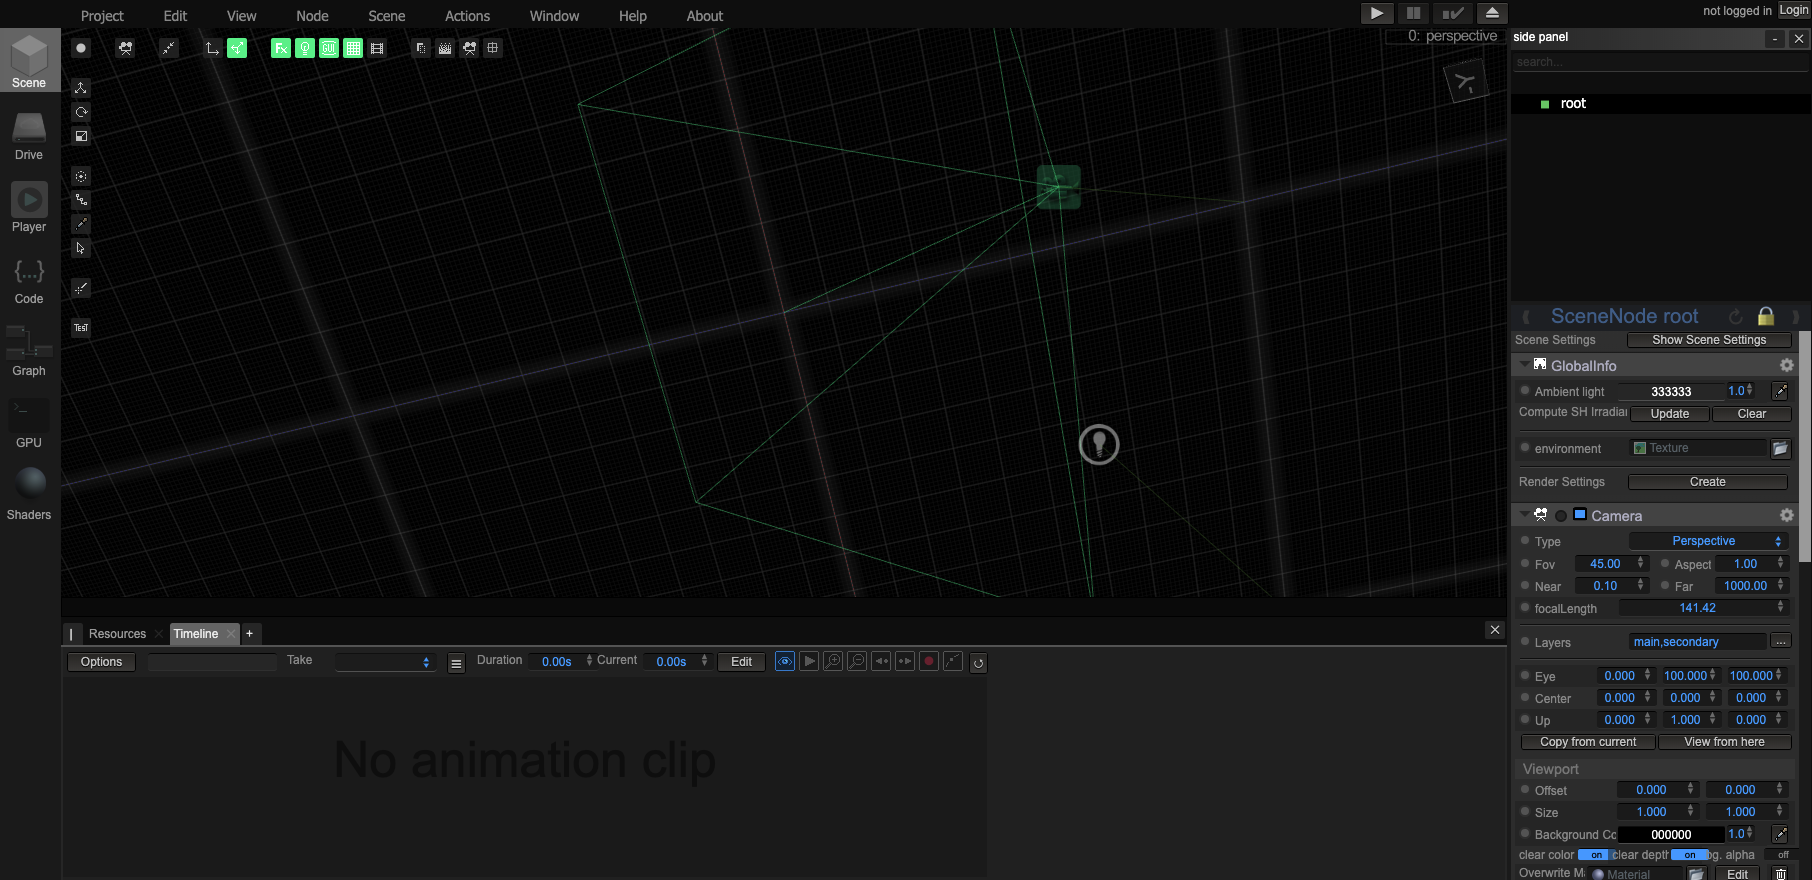 Project Edit View Node Scene Actions Window Help About
not logged in Login
0: perspective
side panel
search...
root
Scene
Drive
Player
Code
Graph
GPU
Shaders
Fx
GUI
TEST
SceneNode root
Scene Settings Show Scene Settings
GlobalInfo
Ambient light 333333 1.0
Compute SH Irradiar Update Clear
environment Texture
Render Settings Create
Camera
Type Perspective
Fov 45.00 Aspect 1.00
Near 0.10 Far 1000.00
focalLength 141.42
Layers main,secondary ...
Eye 0.000 100.000 100.000
Center 0.000 0.000 0.000
Up 0.000 1.000 0.000
Copy from current View from here
Viewport
Offset 0.000 0.000
Size 1.000 1.000
Background Cc 000000 1.0
clear color on clear depth on og. alpha off
Overwrite Ma Material Edit
| Resources Timeline +
Options Take Duration 0.00s Current 0.00s Edit
No animation clip